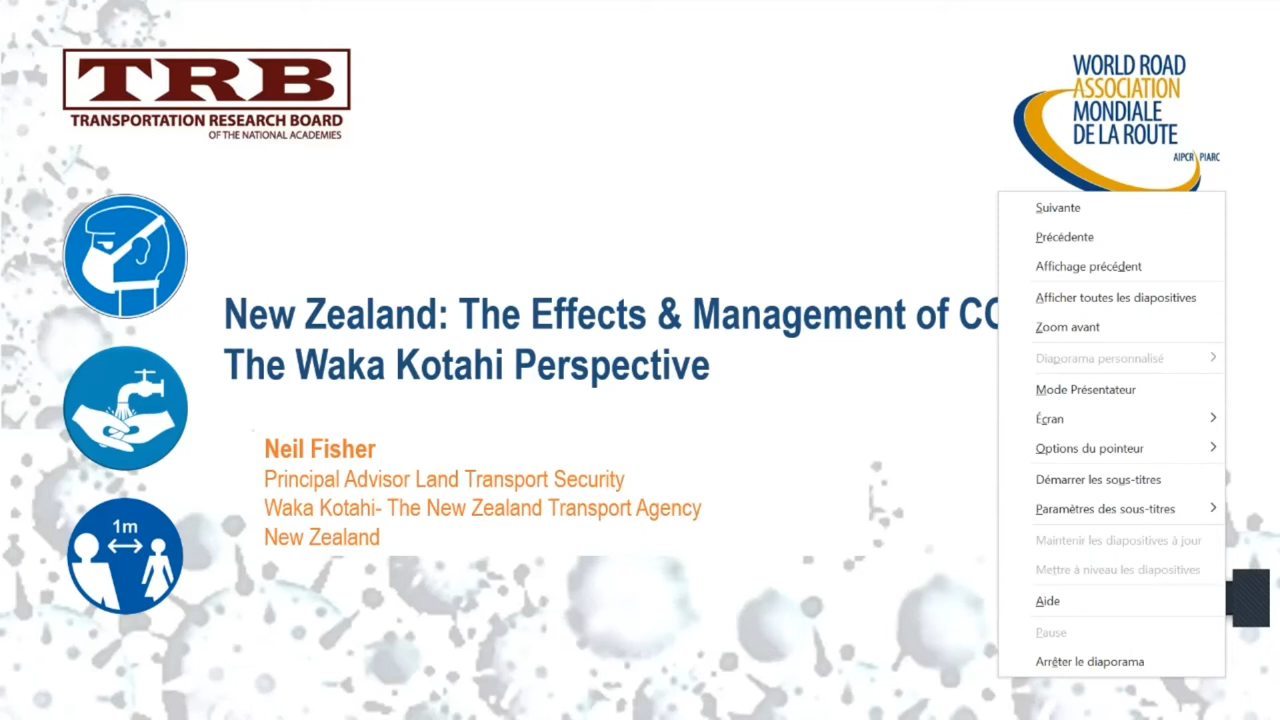 TRB
TRANSPORTATION RESEARCH BOARD
OF THE NATIONAL ACADEMIES
WORLD ROAD
ASSOCIATION
MONDIALE
DE LA ROUTE
AIPCR PIARC
1m
New Zealand: The Effects & Management of
The Waka Kotahi Perspective
Neil Fisher
Principal Advisor Land Transport Security
Waka Kotahi- The New Zealand Transport Agency
New Zealand
Suivante
Précédente
Affichage précédent
Afficher toutes les diapositives
Zoom avant
Diaporama personnalisé
Mode Présentateur
Écran
Options du pointeur
Démarrer les sous-titres
Paramètres des sous-titres
Maintenir les diapositives à jour
Mettre à niveau les diapositives
Aide
Pause
Arrêter le diaporama